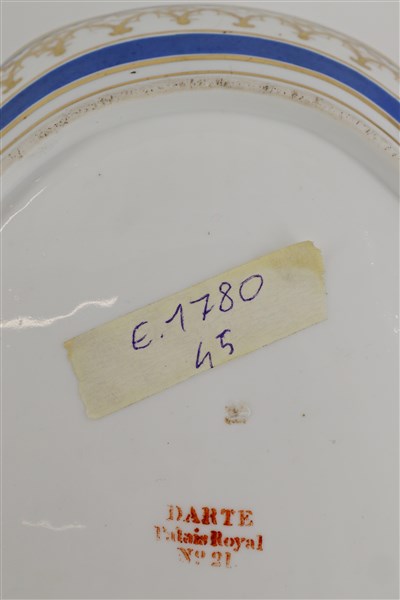 E.1780
45
DARTE
Palais Royal
Nº 21.